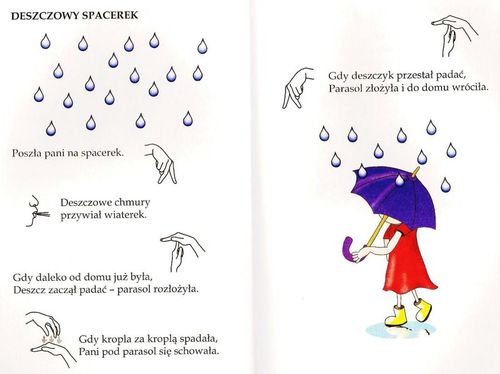 DESZCZOWY SPACEREK
Poszła pani na spacerek.
Deszczowe chmury
przywiał wiaterek.
Gdy daleko od domu już była,
Deszcz zaczął padać – parasol rozłożyła.
Gdy kropla za kroplą spadała,
Pani pod parasol się schowała.
Gdy deszczyk przestał padać,
Parasol złożyła i do domu wróciła.